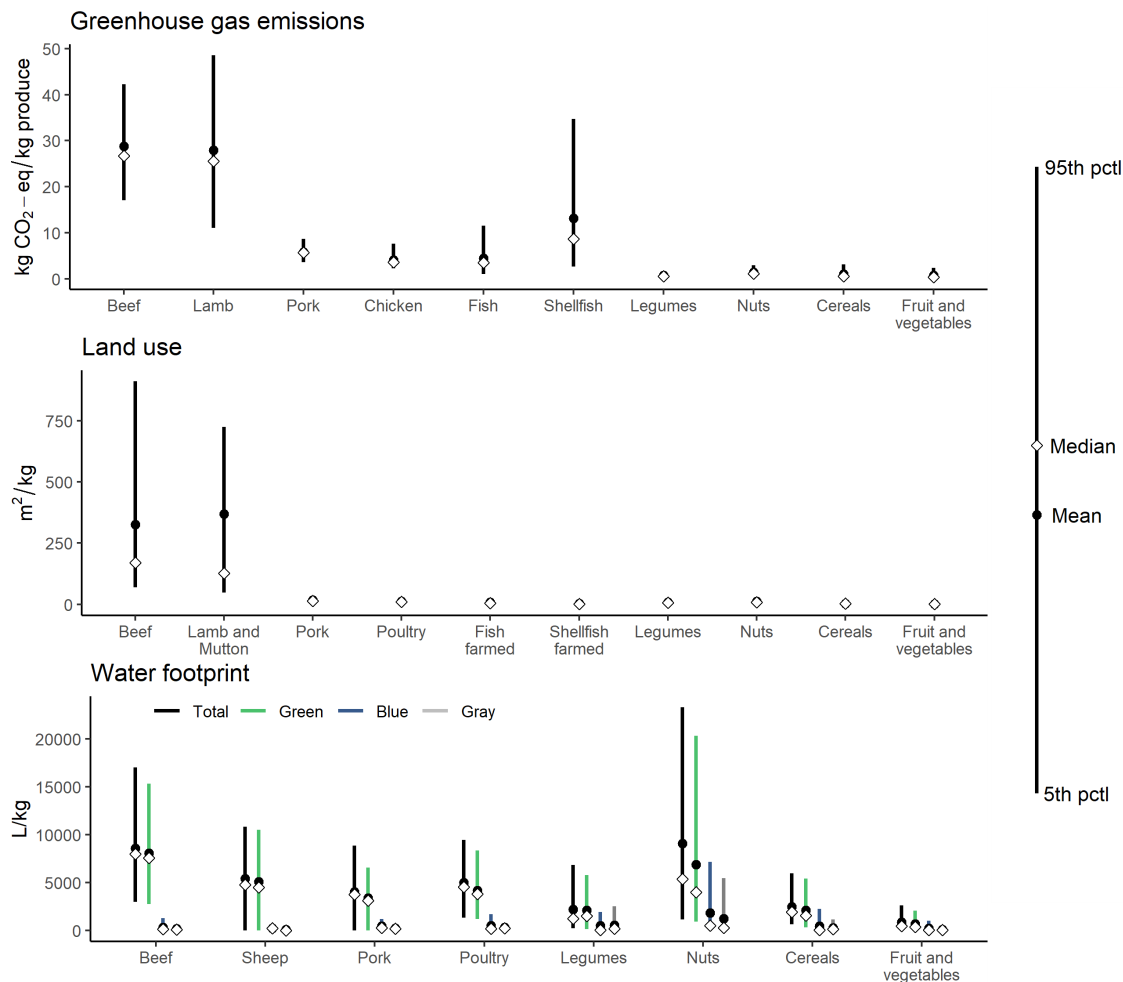 Greenhouse gas emissions
kg CO₂ − eq/kg produce
50
40
30
20
10
0
Beef Lamb Pork Chicken Fish Shellfish Legumes Nuts Cereals Fruit and
vegetables
Land use
m²/kg
750
500
250
0
Beef Lamb and Pork Poultry Fish Shellfish Legumes Nuts Cereals Fruit and
Mutton farmed farmed vegetables
Water footprint
Total Green Blue Gray
L/kg
20000
15000
10000
5000
0
Beef Sheep Pork Poultry Legumes Nuts Cereals Fruit and
vegetables
95th pctl
Median
Mean
5th pctl